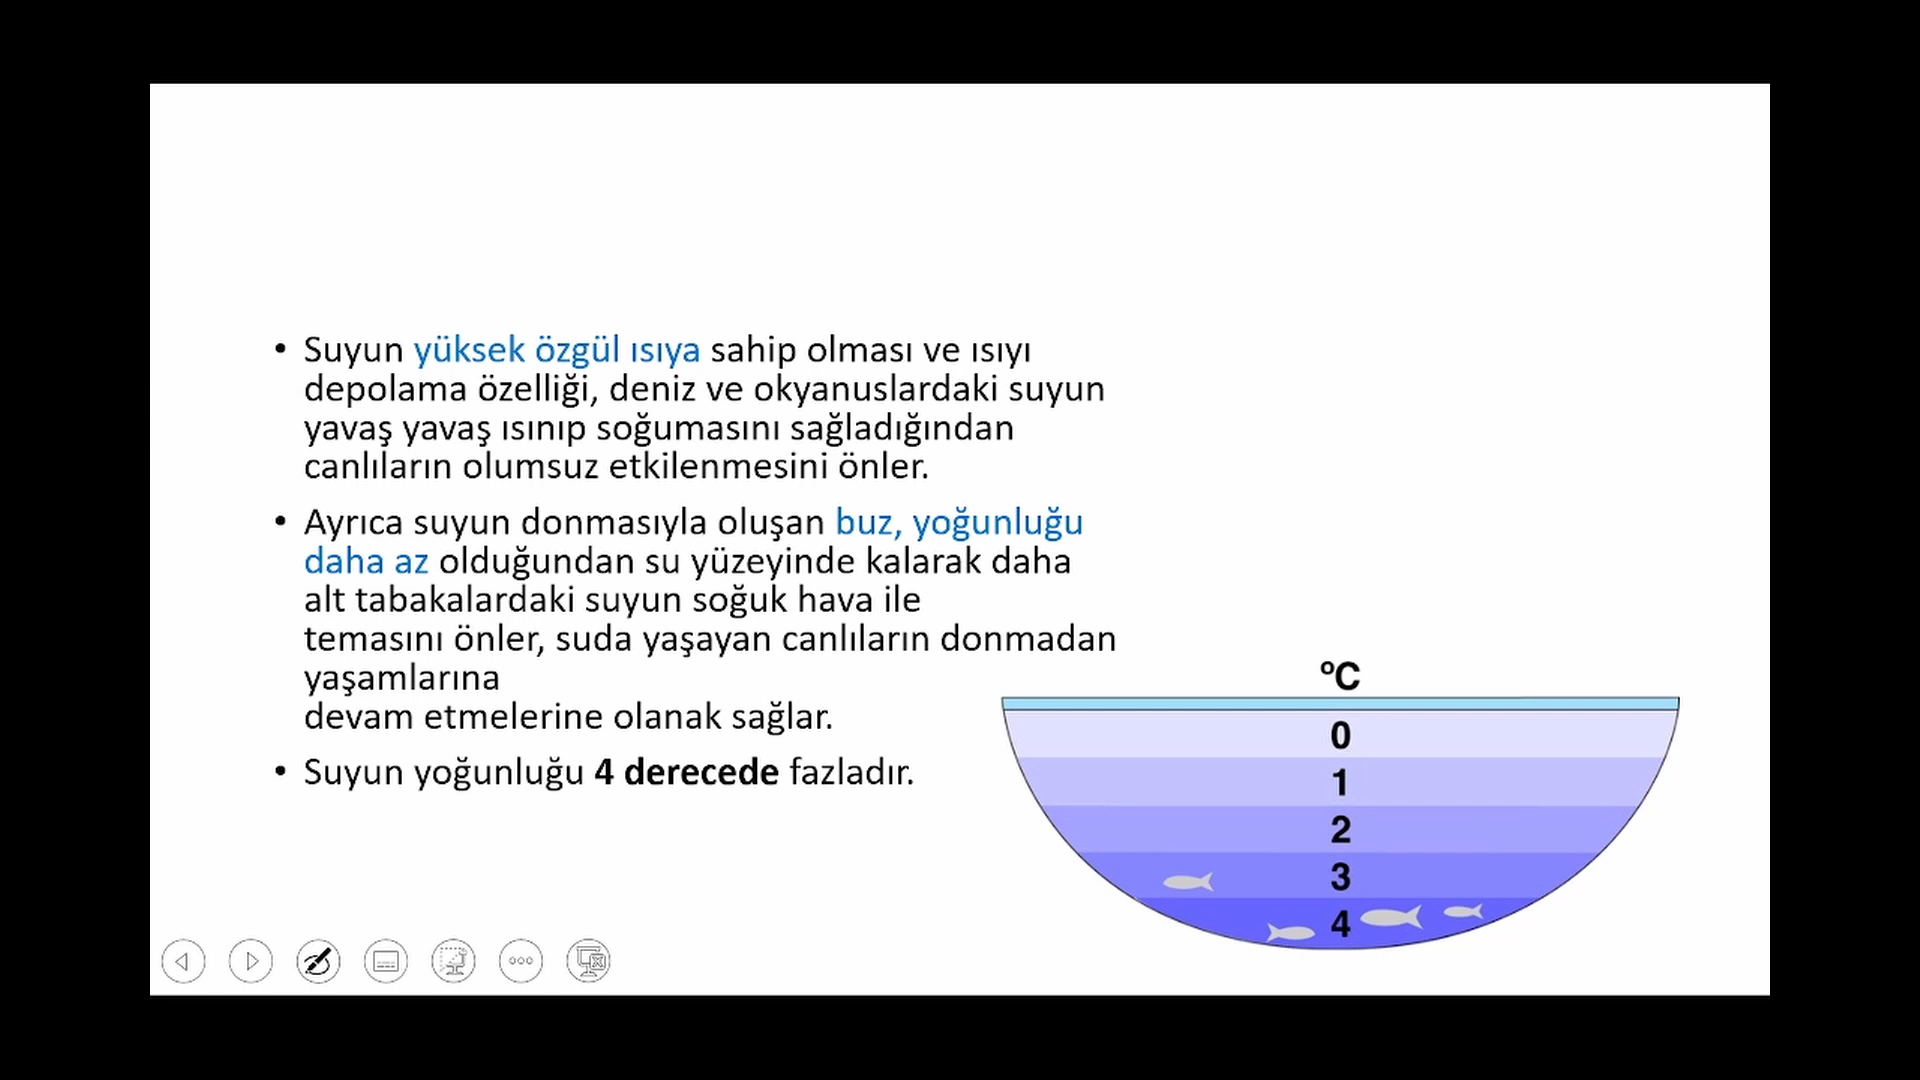 • Suyun yüksek özgül ısıya sahip olması ve ısıyı
depolama özelliği, deniz ve okyanuslardaki suyun
yavaş yavaş ısınıp soğumasını sağladığından
canlıların olumsuz etkilenmesini önler.
• Ayrıca suyun donmasıyla oluşan buz, yoğunluğu
daha az olduğundan su yüzeyinde kalarak daha
alt tabakalardaki suyun soğuk hava ile
temasını önler, suda yaşayan canlıların donmadan
yaşamlarına
devam etmelerine olanak sağlar.
• Suyun yoğunluğu 4 derecede fazladır.
ºC
0
1
2
3
4